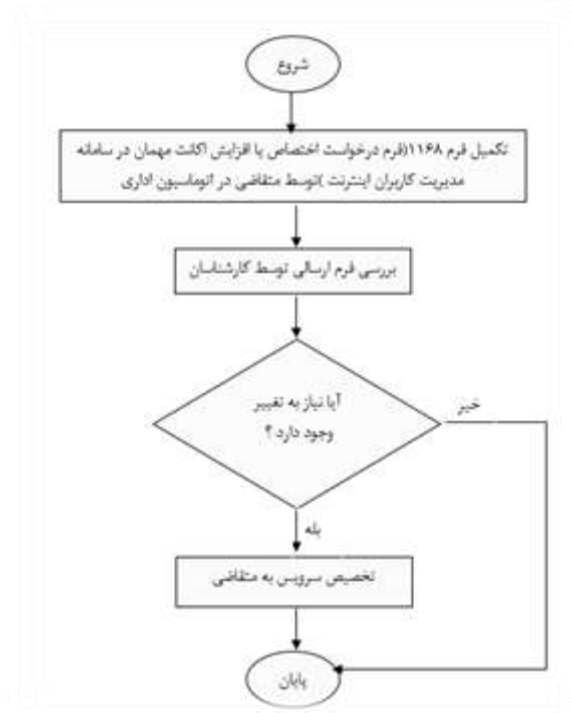 شروع
تکمیل فرم ۱۱۶۸(فرم درخواست اختصاص یا افزایش اکانت مهمان در سامانه
مدیریت کاربران اینترنت )توسط متقاضی در اتوماسیون اداری
بررسی فرم ارسالی توسط کارشناسان
آیا نیاز به تغییر
وجود دارد ؟
خیر
بله
تخصیص سرویس به متقاضی
پایان